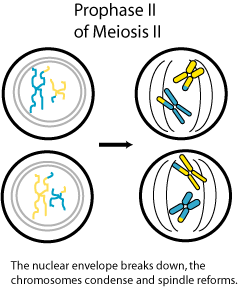 Prophase II
of Meiosis II
The nuclear envelope breaks down, the
chromosomes condense and spindle reforms.